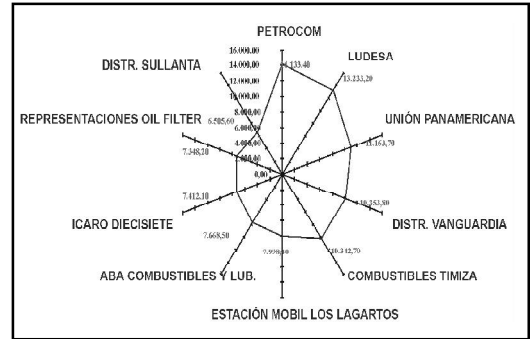 PETROCOM
16.000,00
14.000,00
12.000,00
10.000,00
8.000,00
6.000,00
4.000,00
2.000,00
0,00
LUDESA
13.233,20
UNIÓN PANAMERICANA
11.163,70
DISTR. VANGUARDIA
COMBUSTIBLES TIMIZA
10.342,70
ESTACIÓN MOBIL LOS LAGARTOS
ABA COMBUSTIBLES Y LUB.
7.668,50
ICARO DIECISIETE
7.412,10
REPRESENTACIONES OIL FILTER
7.348,20
DISTR. SULLANTA
6.505,60